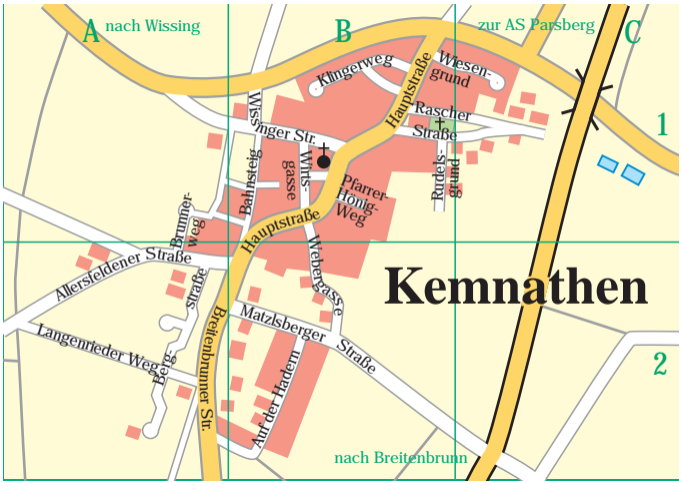 A
nach Wissing
B
zur AS Parsberg
C
1
Klingerweg
Wiesen-
grund
Hauptstraße
Rascher
Straße
Wiss-
inger Str.
Wirts-
gasse
Bahnsteig
Rudels-
grund
Pfarrer-
Hönig-
Weg
Brunner-
weg
Hauptstraße
Allersfeldener Straße
Webergasse
Kemnathen
Berg-
straße
Breitenbrunner Str.
Matzlsberger Straße
Langenrieder Weg
Auf der Hadern
2
nach Breitenbrunn